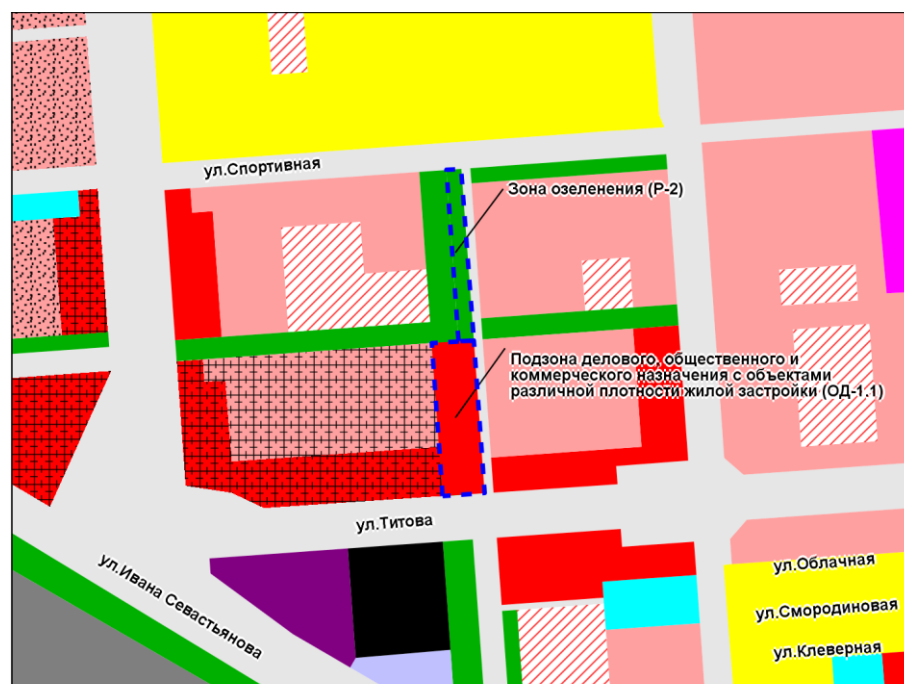 ул.Спортивная
Зона озеленения (Р-2)
Подзона делового, общественного и
коммерческого назначения с объектами
различной плотности жилой застройки (ОД-1.1)
ул.Титова
ул.Ивана Севастьянова
ул.Облачная
ул.Смородиновая
ул.Клеверная